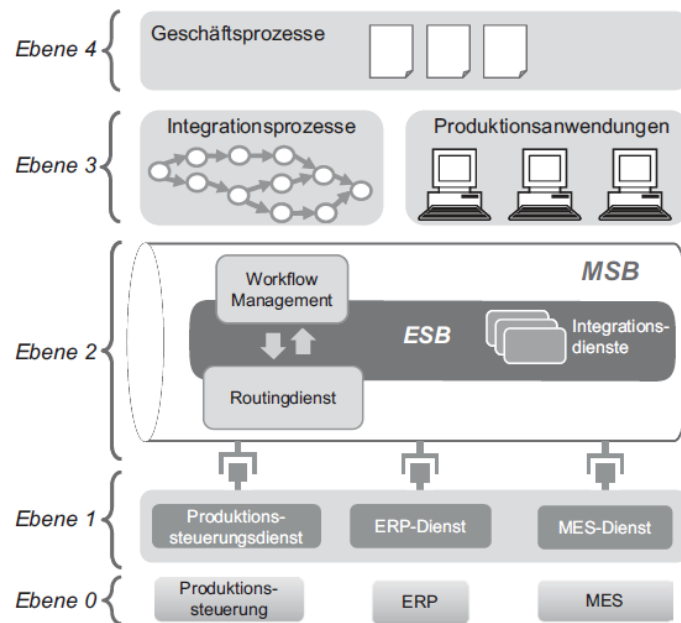 Ebene 4
Geschäftsprozesse
Ebene 3
Integrationsprozesse
Produktionsanwendungen
Ebene 2
MSB
Workflow
Management
ESB
Integrations-
dienste
Routingdienst
Ebene 1
Produktions-
steuerungsdienst
ERP-Dienst
MES-Dienst
Ebene 0
Produktions-
steuerung
ERP
MES